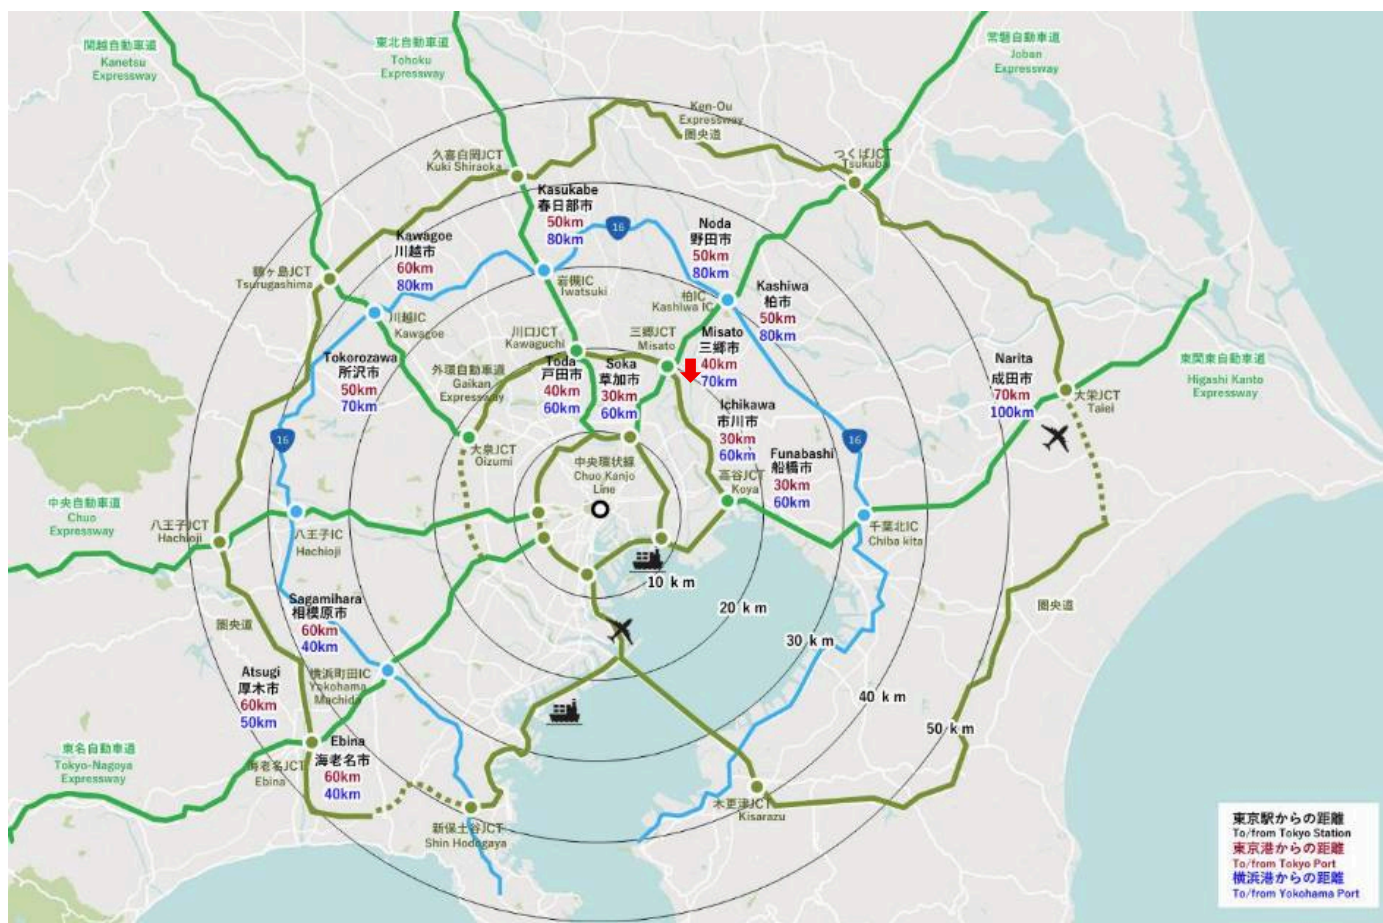 関越自動車道
Kanetsu
Expressway
東北自動車道
Tohoku
Expressway
常磐自動車道
Joban
Expressway
Ken-Ou
Expressway
圏央道
久喜白岡JCT
Kuki Shiraoka
つくばJCT
Tsukuba
Kasukabe
春日部市
50km
80km
16
Noda
野田市
50km
80km
Kawagoe
川越市
60km
80km
鶴ヶ島JCT
Tsurugashima
岩槻IC
Iwatsuki
柏IC
Kashiwa IC
Kashiwa
柏市
50km
80km
川越IC
Kawagoe
川口JCT
Kawaguchi
三郷JCT
Misato
Misato
三郷市
40km
70km
Tokorozawa
所沢市
50km
70km
外環自動車道
Gaikan
Expressway
Toda
戸田市
40km
60km
Soka
草加市
30km
60km
Narita
成田市
70km
100km
東関東自動車道
Higashi Kanto
Expressway
大栄JCT
Taiei
Ichikawa
市川市
30km
60km
16
大泉JCT
Oizumi
中央環状線
Chuo Kanjo
Line
高谷JCT
Koya
Funabashi
船橋市
30km
60km
16
中央自動車道
Chuo
Expressway
八王子JCT
Hachioji
八王子IC
Hachioji
千葉北IC
Chiba kita
10 km
20 km
30 km
40 km
50 km
圏央道
Sagamihara
相模原市
60km
40km
圏央道
Atsugi
厚木市
60km
50km
横浜町田IC
Yokohama
Machida
東名自動車道
Tokyo-Nagoya
Expressway
海老名JCT
Ebina
Ebina
海老名市
60km
40km
新保土谷JCT
Shin Hodogaya
木更津JCT
Kisarazu
東京駅からの距離
To/from Tokyo Station
東京港からの距離
To/from Tokyo Port
横浜港からの距離
To/from Yokohama Port